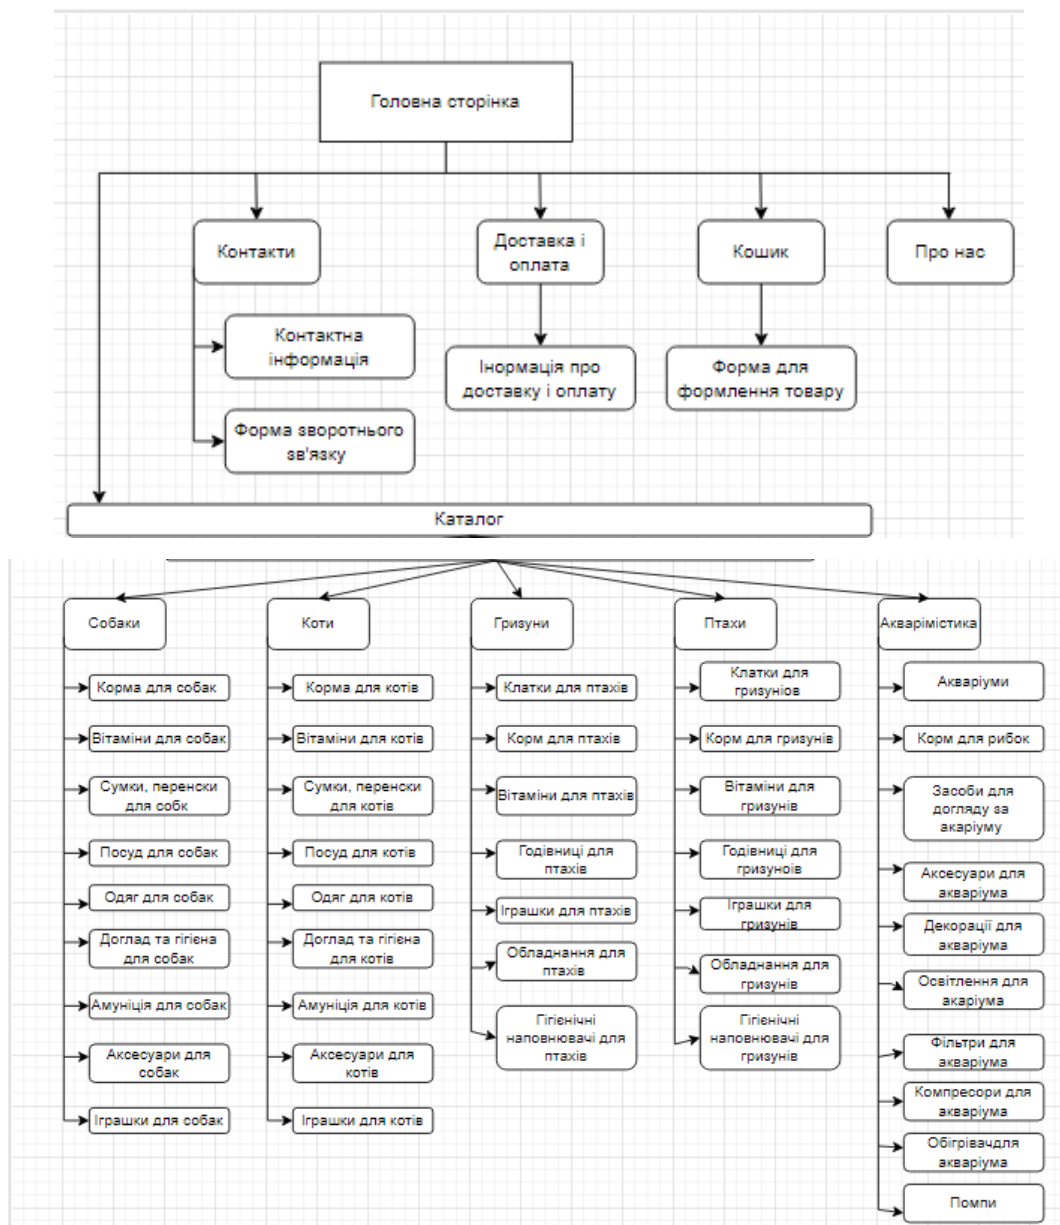 Головна сторінка
Контакти
Доставка і
оплата
Кошик
Про нас
Контактна
інформація
Форма зворотнього
зв'язку
Інормація про
доставку і оплату
Форма для
формлення товару
Каталог
Собаки
Коти
Гризуни
Птахи
Акварімістика
Корма для собак
Вітаміни для собак
Сумки, перенски
для собк
Посуд для собак
Одяг для собак
Доглад та гігієна
для собак
Амуніція для собак
Аксесуари для
собак
Іграшки для собак
Корма для котів
Вітаміни для котів
Сумки, перенски
для котів
Посуд для котів
Одяг для котів
Доглад та гігієна
для котів
Амуніція для котів
Аксесуари для
котів
Іграшки для котів
Клатки для птахів
Корм для птахів
Вітаміни для птахів
Годівниці для
птахів
Іграшки для птахів
Обладнання для
птахів
Гігієнічні
наповнювачі для
птахів
Клатки для
гризуніов
Корм для гризунів
Вітаміни для
гризунів
Годівниці для
гризуноів
Іграшки для
гризунів
Обладнання для
гризунів
Гігієнічні
наповнювачі для
гризунів
Акваріуми
Корм для рибок
Засоби для
догляду за
акаріуму
Аксесуари для
акваріума
Декорації для
акваріума
Освітлення для
акаріума
Фільтри для
акваріума
Компресори для
акваріума
Обігрівачдля
акваріума
Помпи